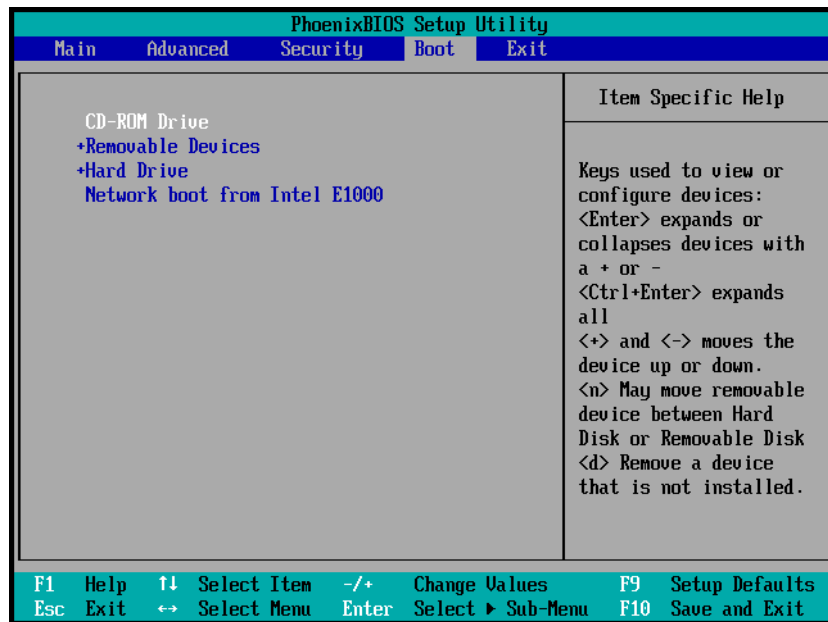 PhoenixBIOS Setup Utility
Main Advanced Security Boot Exit
CD-ROM Drive
+Removable Devices
+Hard Drive
Network boot from Intel E1000
Item Specific Help
Keys used to view or
configure devices:
<Enter> expands or
collapses devices with
a + or -
<Ctrl+Enter> expands
all
<+> and <-> moves the
device up or down.
<n> May move removable
device between Hard
Disk or Removable Disk
<d> Remove a device
that is not installed.
F1 Help ↑↓ Select Item -/+ Change Values F9 Setup Defaults
Esc Exit ↔ Select Menu Enter Select ▶ Sub-Menu F10 Save and Exit